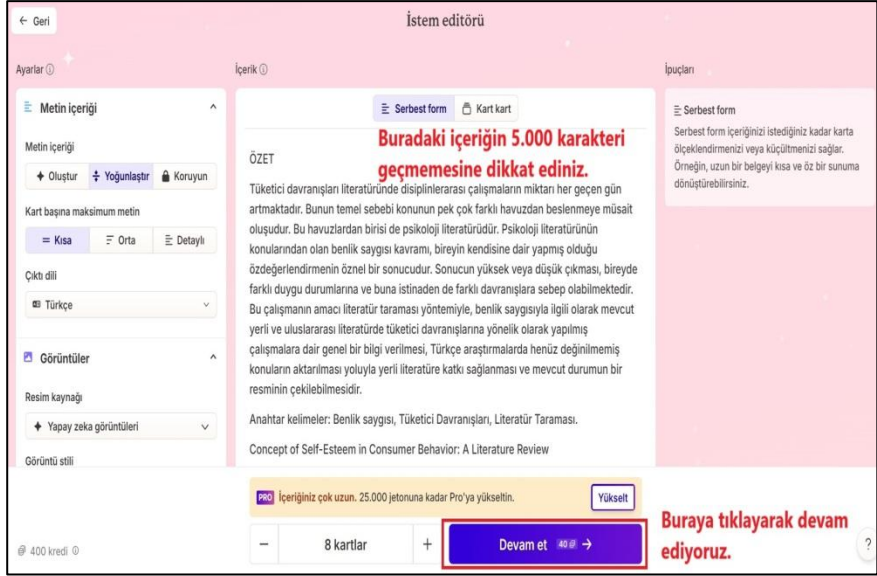 ← Geri
İstem editörü
Ayarlar
İçerik
İpuçları
Metin içeriği
Metin içeriği
Oluştur
Yoğunlaştır
Koruyun
Kart başına maksimum metin
Kısa
Orta
Detaylı
Çıktı dili
Türkçe
Görüntüler
Resim kaynağı
Yapay zeka görüntüleri
Görüntü stili
400 kredi
Serbest form
Kart kart
Buradaki içeriğin 5.000 karakteri
geçmemesine dikkat ediniz.
ÖZET
Tüketici davranışları literatüründe disiplinlerarası çalışmaların miktarı her geçen gün
artmaktadır. Bunun temel sebebi konunun pek çok farklı havuzdan beslenmeye müsait
oluşudur. Bu havuzlardan birisi de psikoloji literatürüdür. Psikoloji literatürünün
konularından olan benlik saygısı kavramı, bireyin kendisine dair yapmış olduğu
özdeğerlendirmenin öznel bir sonucudur. Sonucun yüksek veya düşük çıkması, bireyde
farklı duygu durumlarına ve buna istinaden de farklı davranışlara sebep olabilmektedir.
Bu çalışmanın amacı literatür taraması yöntemiyle, benlik saygısıyla ilgili olarak mevcut
yerli ve uluslararası literatürde tüketici davranışlarına yönelik olarak yapılmış
çalışmalara dair genel bir bilgi verilmesi, Türkçe araştırmalarda henüz değinilmemiş
konuların aktarılması yoluyla yerli literatüre katkı sağlanması ve mevcut durumun bir
resminin çekilebilmesidir.
Anahtar kelimeler: Benlik saygısı, Tüketici Davranışları, Literatür Taraması.
Concept of Self-Esteem in Consumer Behavior: A Literature Review
PRO İçeriğiniz çok uzun. 25.000 jetonuna kadar Pro'ya yükseltin.
Yükselt
− 8 kartlar +
Devam et 40 →
Buraya tıklayarak devam
ediyoruz.
Serbest form
Serbest form içeriğinizi istediğiniz kadar karta
ölçeklendirmenizi veya küçültmenizi sağlar.
Örneğin, uzun bir belgeyi kısa ve öz bir sunuma
dönüştürebilirsiniz.
?